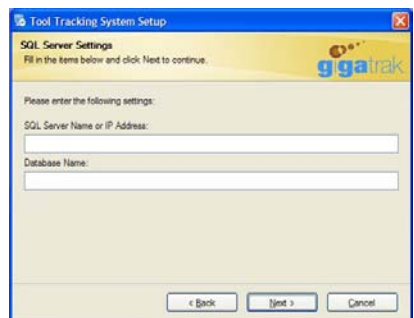 Tool Tracking System Setup
SQL Server Settings
Fill in the items below and click Next to continue.
gigatrak
Please enter the following settings:
SQL Server Name or IP Address:
Database Name:
< Back
Next >
Cancel